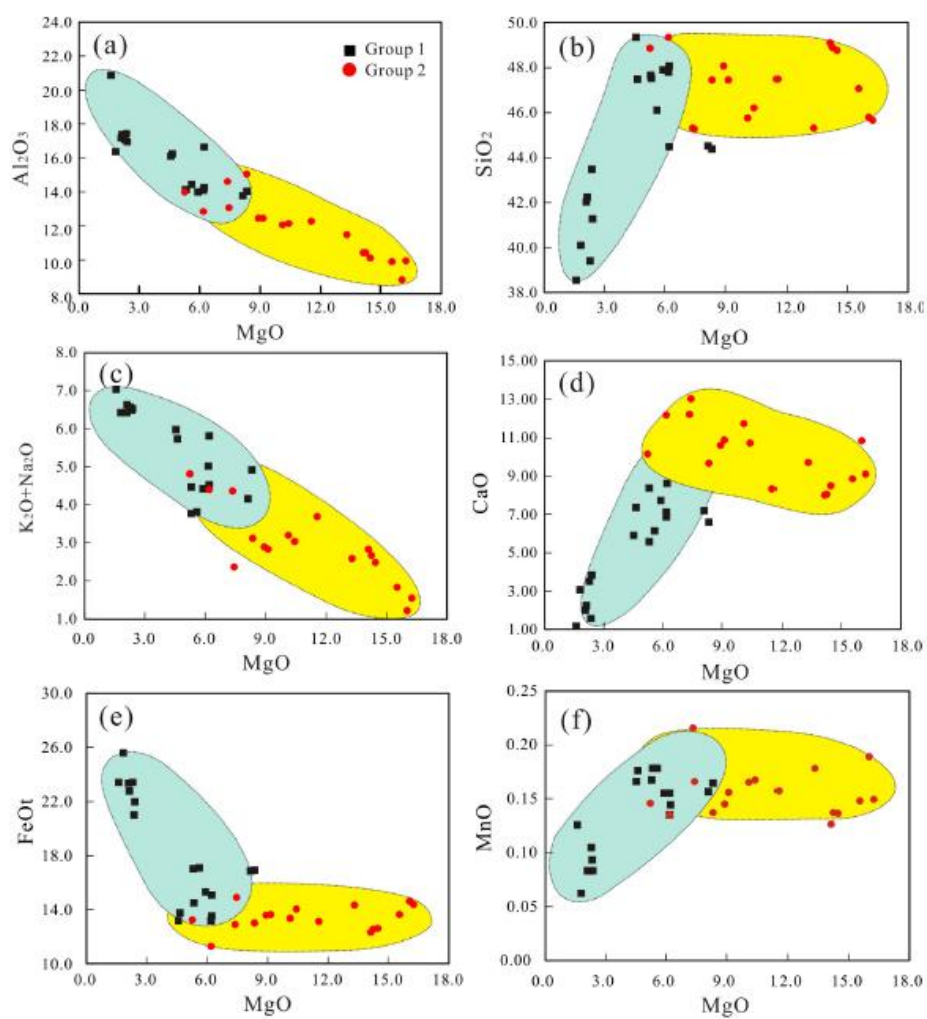 (a)
Group 1
Group 2
Al₂O₃
24.0
22.0
20.0
18.0
16.0
14.0
12.0
10.0
8.0
0.0 3.0 6.0 9.0 12.0 15.0 18.0
MgO
(b)
SiO₂
50.0
48.0
46.0
44.0
42.0
40.0
38.0
0.0 3.0 6.0 9.0 12.0 15.0 18.0
MgO
(c)
K₂O+Na₂O
8.0
7.0
6.0
5.0
4.0
3.0
2.0
1.0
0.0 3.0 6.0 9.0 12.0 15.0 18.0
MgO
(d)
CaO
15.00
13.00
11.00
9.00
7.00
5.00
3.00
1.00
0.0 3.0 6.0 9.0 12.0 15.0 18.0
MgO
(e)
FeOt
30.0
26.0
22.0
18.0
14.0
10.0
0.0 3.0 6.0 9.0 12.0 15.0 18.0
MgO
(f)
MnO
0.25
0.20
0.15
0.10
0.05
0.00
0.0 3.0 6.0 9.0 12.0 15.0 18.0
MgO